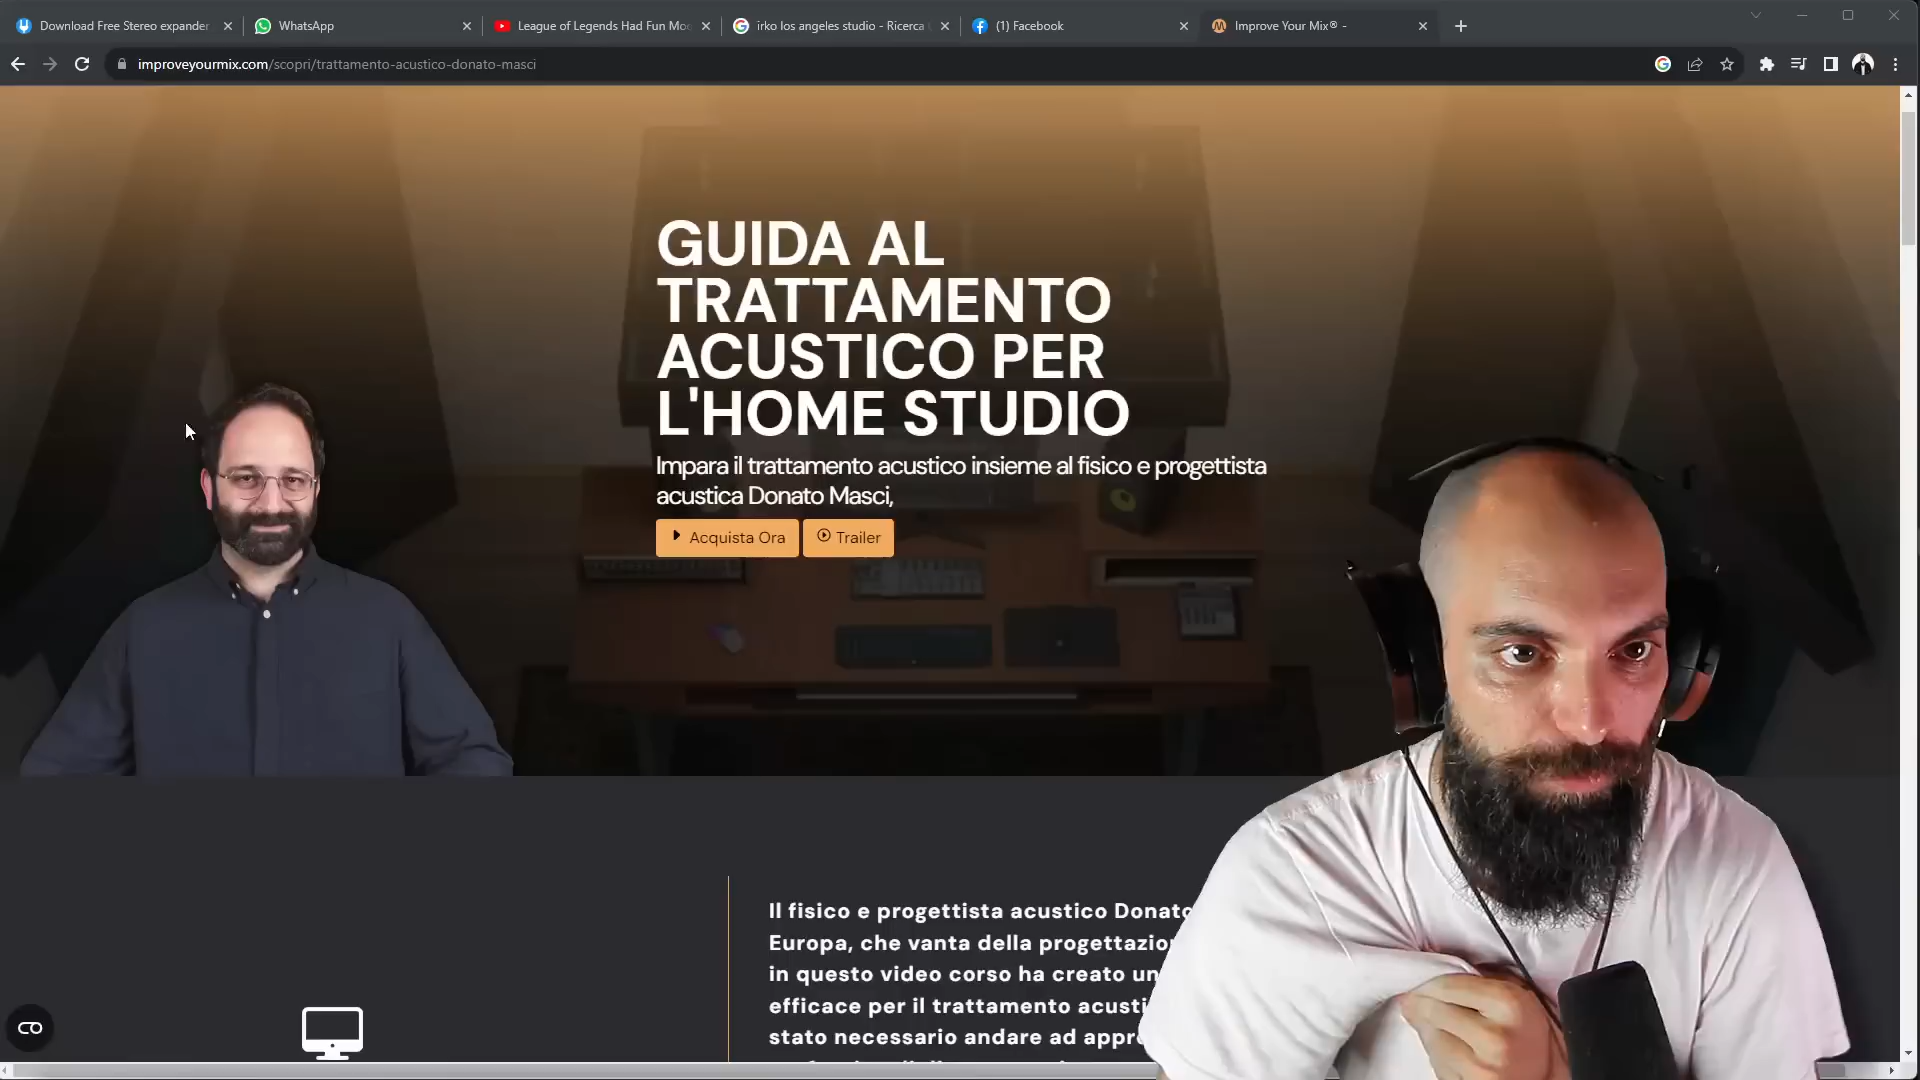 Download Free Stereo expander
WhatsApp
League of Legends Had Fun Mo
irko los angeles studio - Ricerca
(1) Facebook
Improve Your Mix® -
improveyourmix.com/scopri/trattamento-acustico-donato-masci
GUIDA AL
TRATTAMENTO
ACUSTICO PER
L'HOME STUDIO
Impara il trattamento acustico insieme al fisico e progettista
acustica Donato Masci,
Acquista Ora
Trailer
Il fisico e progettista acustico Donato
Europa, che vanta della progettazio
in questo video corso ha creato un
efficace per il trattamento acusti
stato necessario andare ad appr